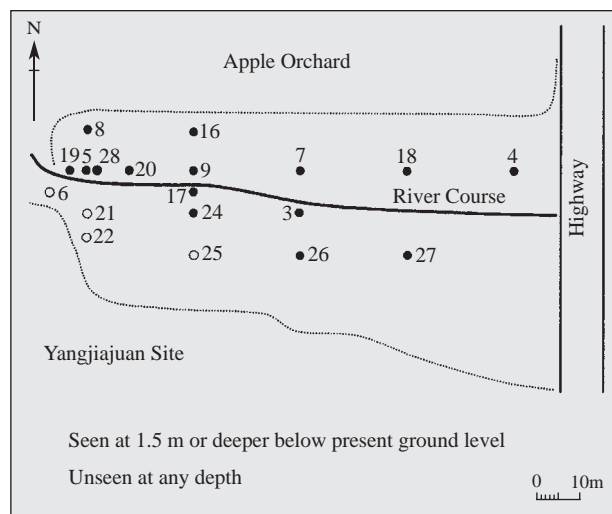 N
Apple Orchard
8
16
19 5 28 20 9 7 18 4
River Course
6
17
21 24 3
22
25 26 27
Highway
Yangjiajuan Site
Seen at 1.5 m or deeper below present ground level
Unseen at any depth
0 10m